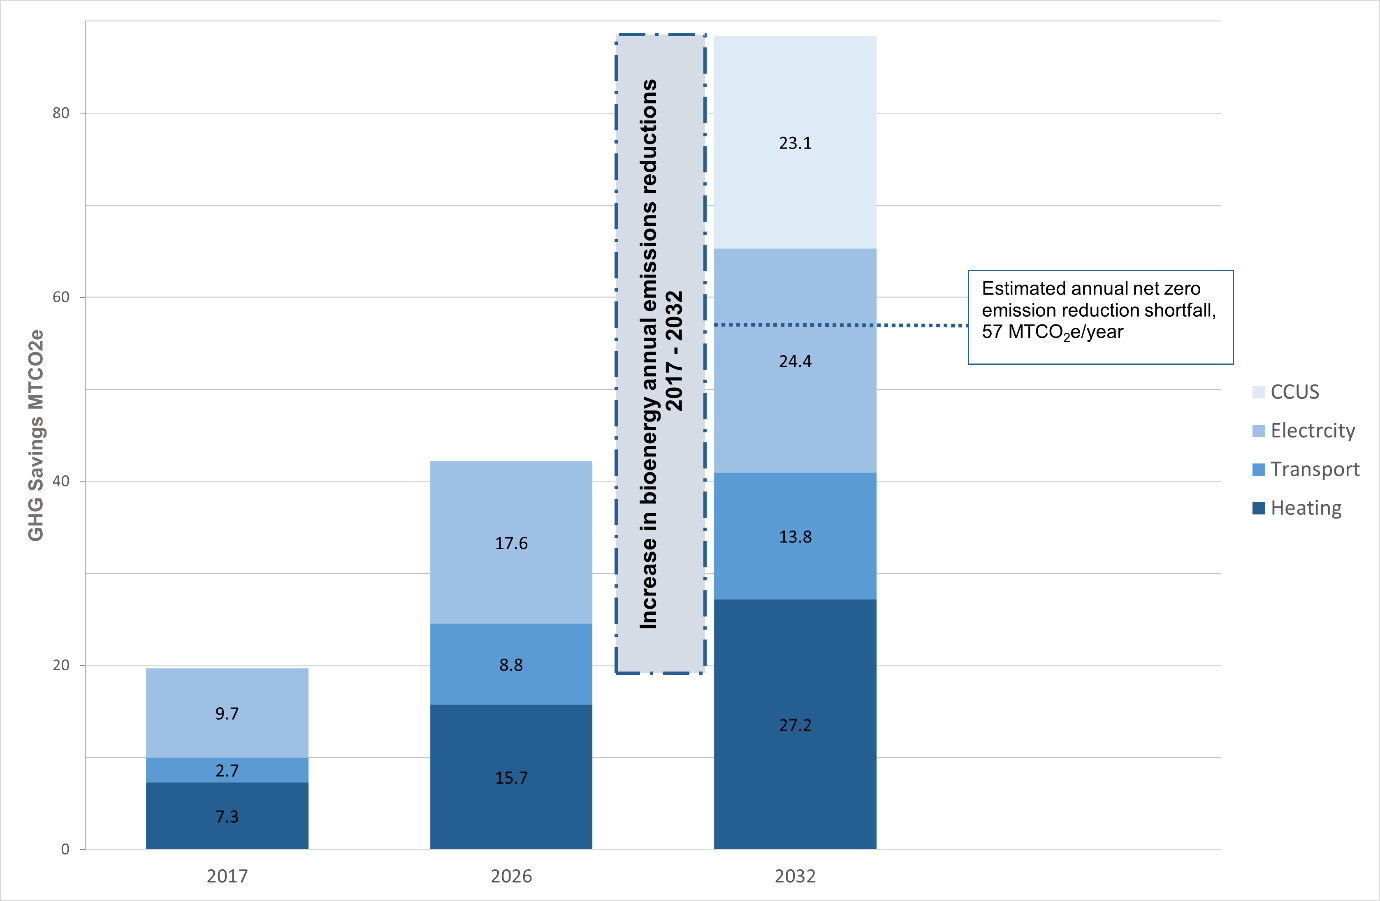 GHG Savings MTCO2e
80
60
40
20
0
9.7
2.7
7.3
17.6
8.8
15.7
Increase in bioenergy annual emissions reductions
2017 - 2032
23.1
24.4
13.8
27.2
Estimated annual net zero
emission reduction shortfall,
57 MTCO₂e/year
CCUS
Electrcity
Transport
Heating
2017
2026
2032